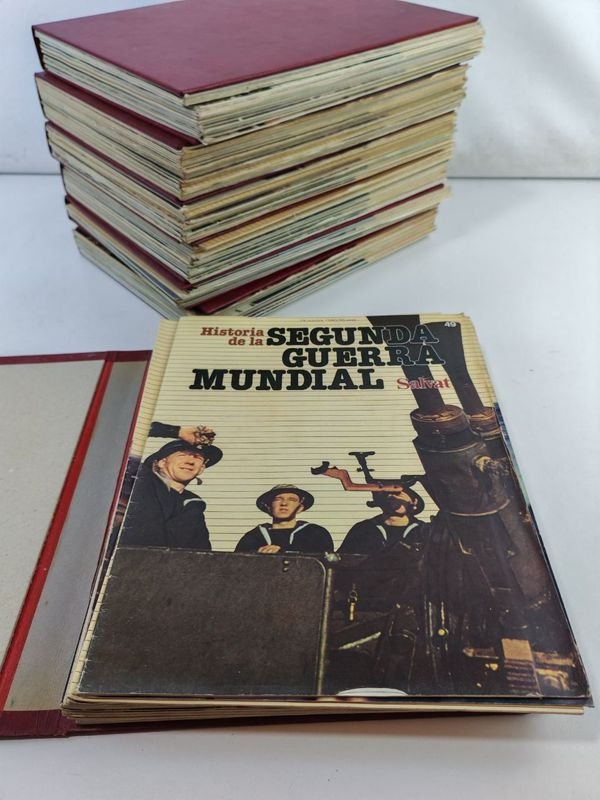 49
Historia
de la SEGUNDA
GUERRA
MUNDIAL Salvat